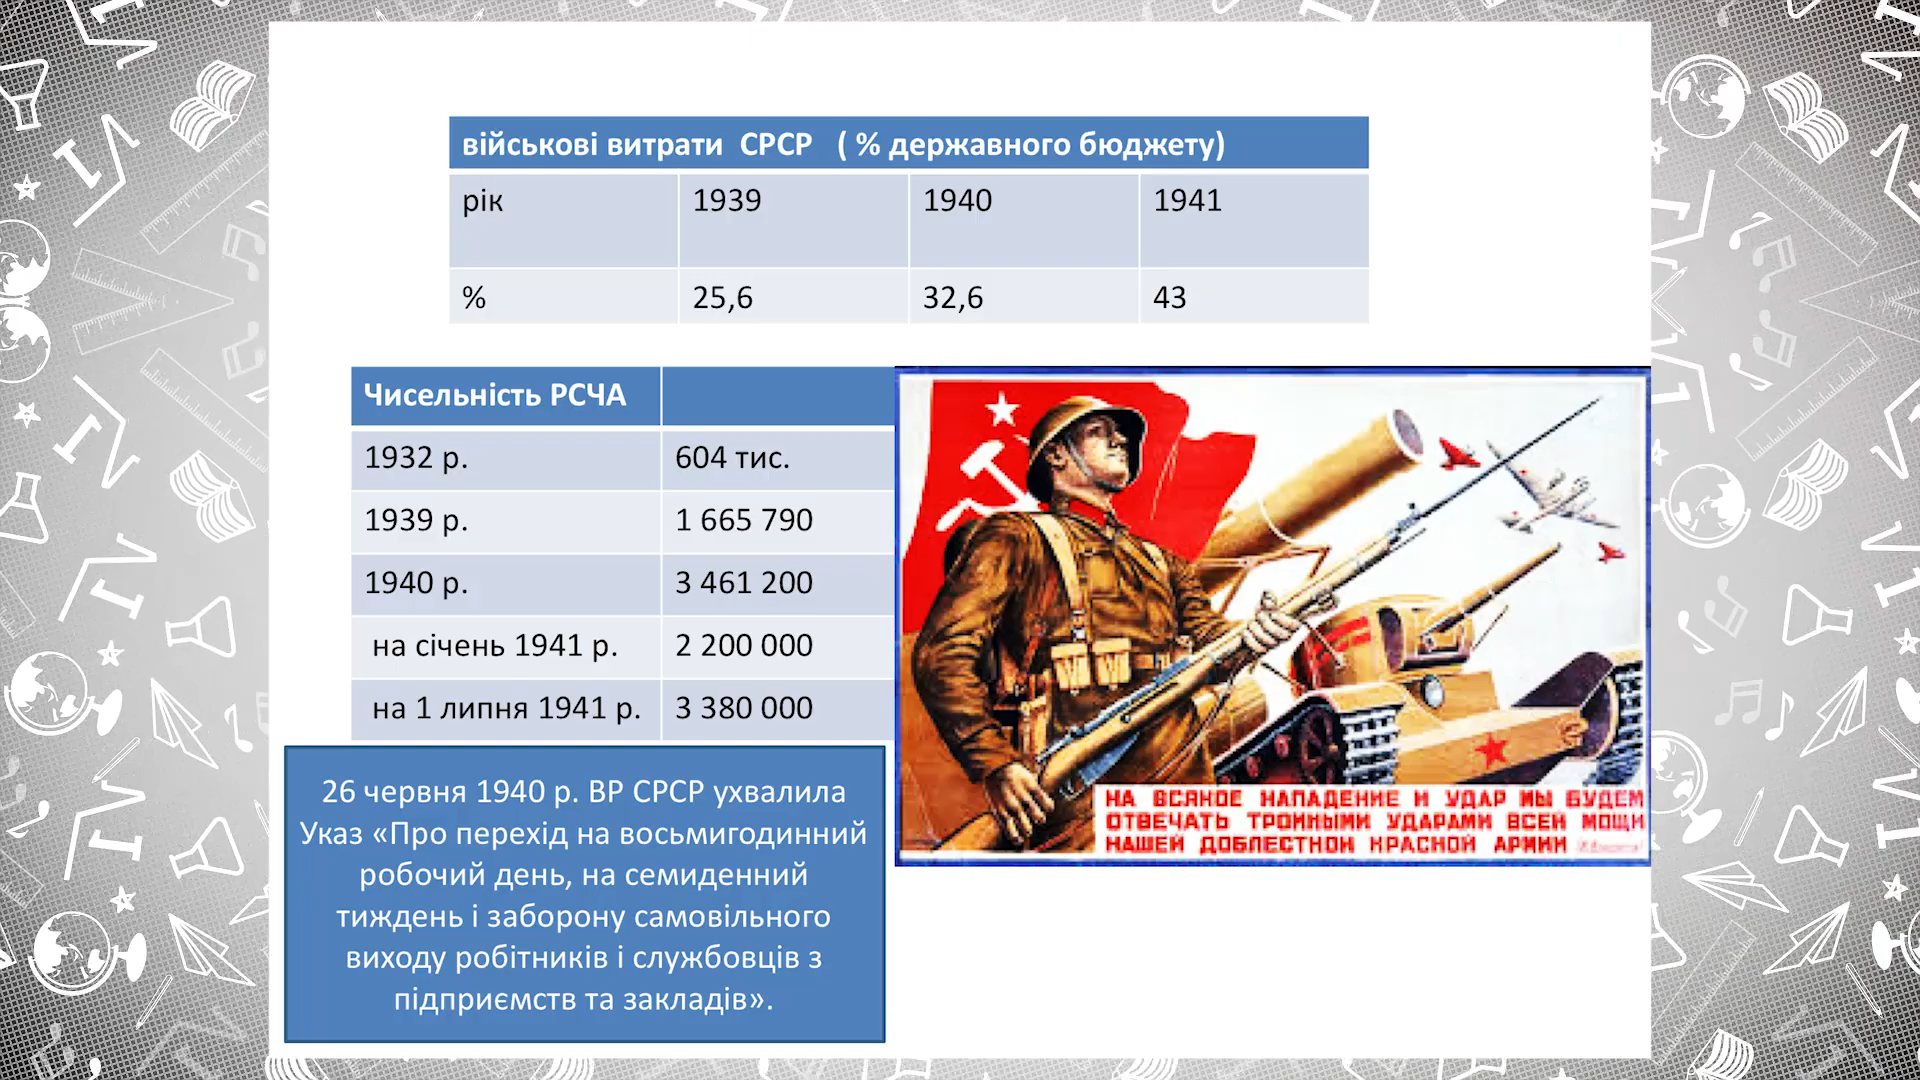 військові витрати СРСР ( % державного бюджету)
рік 1939 1940 1941
% 25,6 32,6 43
Чисельність РСЧА
1932 р. 604 тис.
1939 р. 1 665 790
1940 р. 3 461 200
на січень 1941 р. 2 200 000
на 1 липня 1941 р. 3 380 000
26 червня 1940 р. ВР СРСР ухвалила
Указ «Про перехід на восьмигодинний
робочий день, на семиденний
тиждень і заборону самовільного
виходу робітників і службовців з
підприємств та закладів».
НА ВСЯКОЕ НАПАДЕНИЕ И УДАР МЫ БУДЕМ
ОТВЕЧАТЬ ТРОЙНЫМИ УДАРАМИ ВСЕЙ МОЩИ
НАШЕЙ ДОБЛЕСТНОЙ КРАСНОЙ АРМИИ